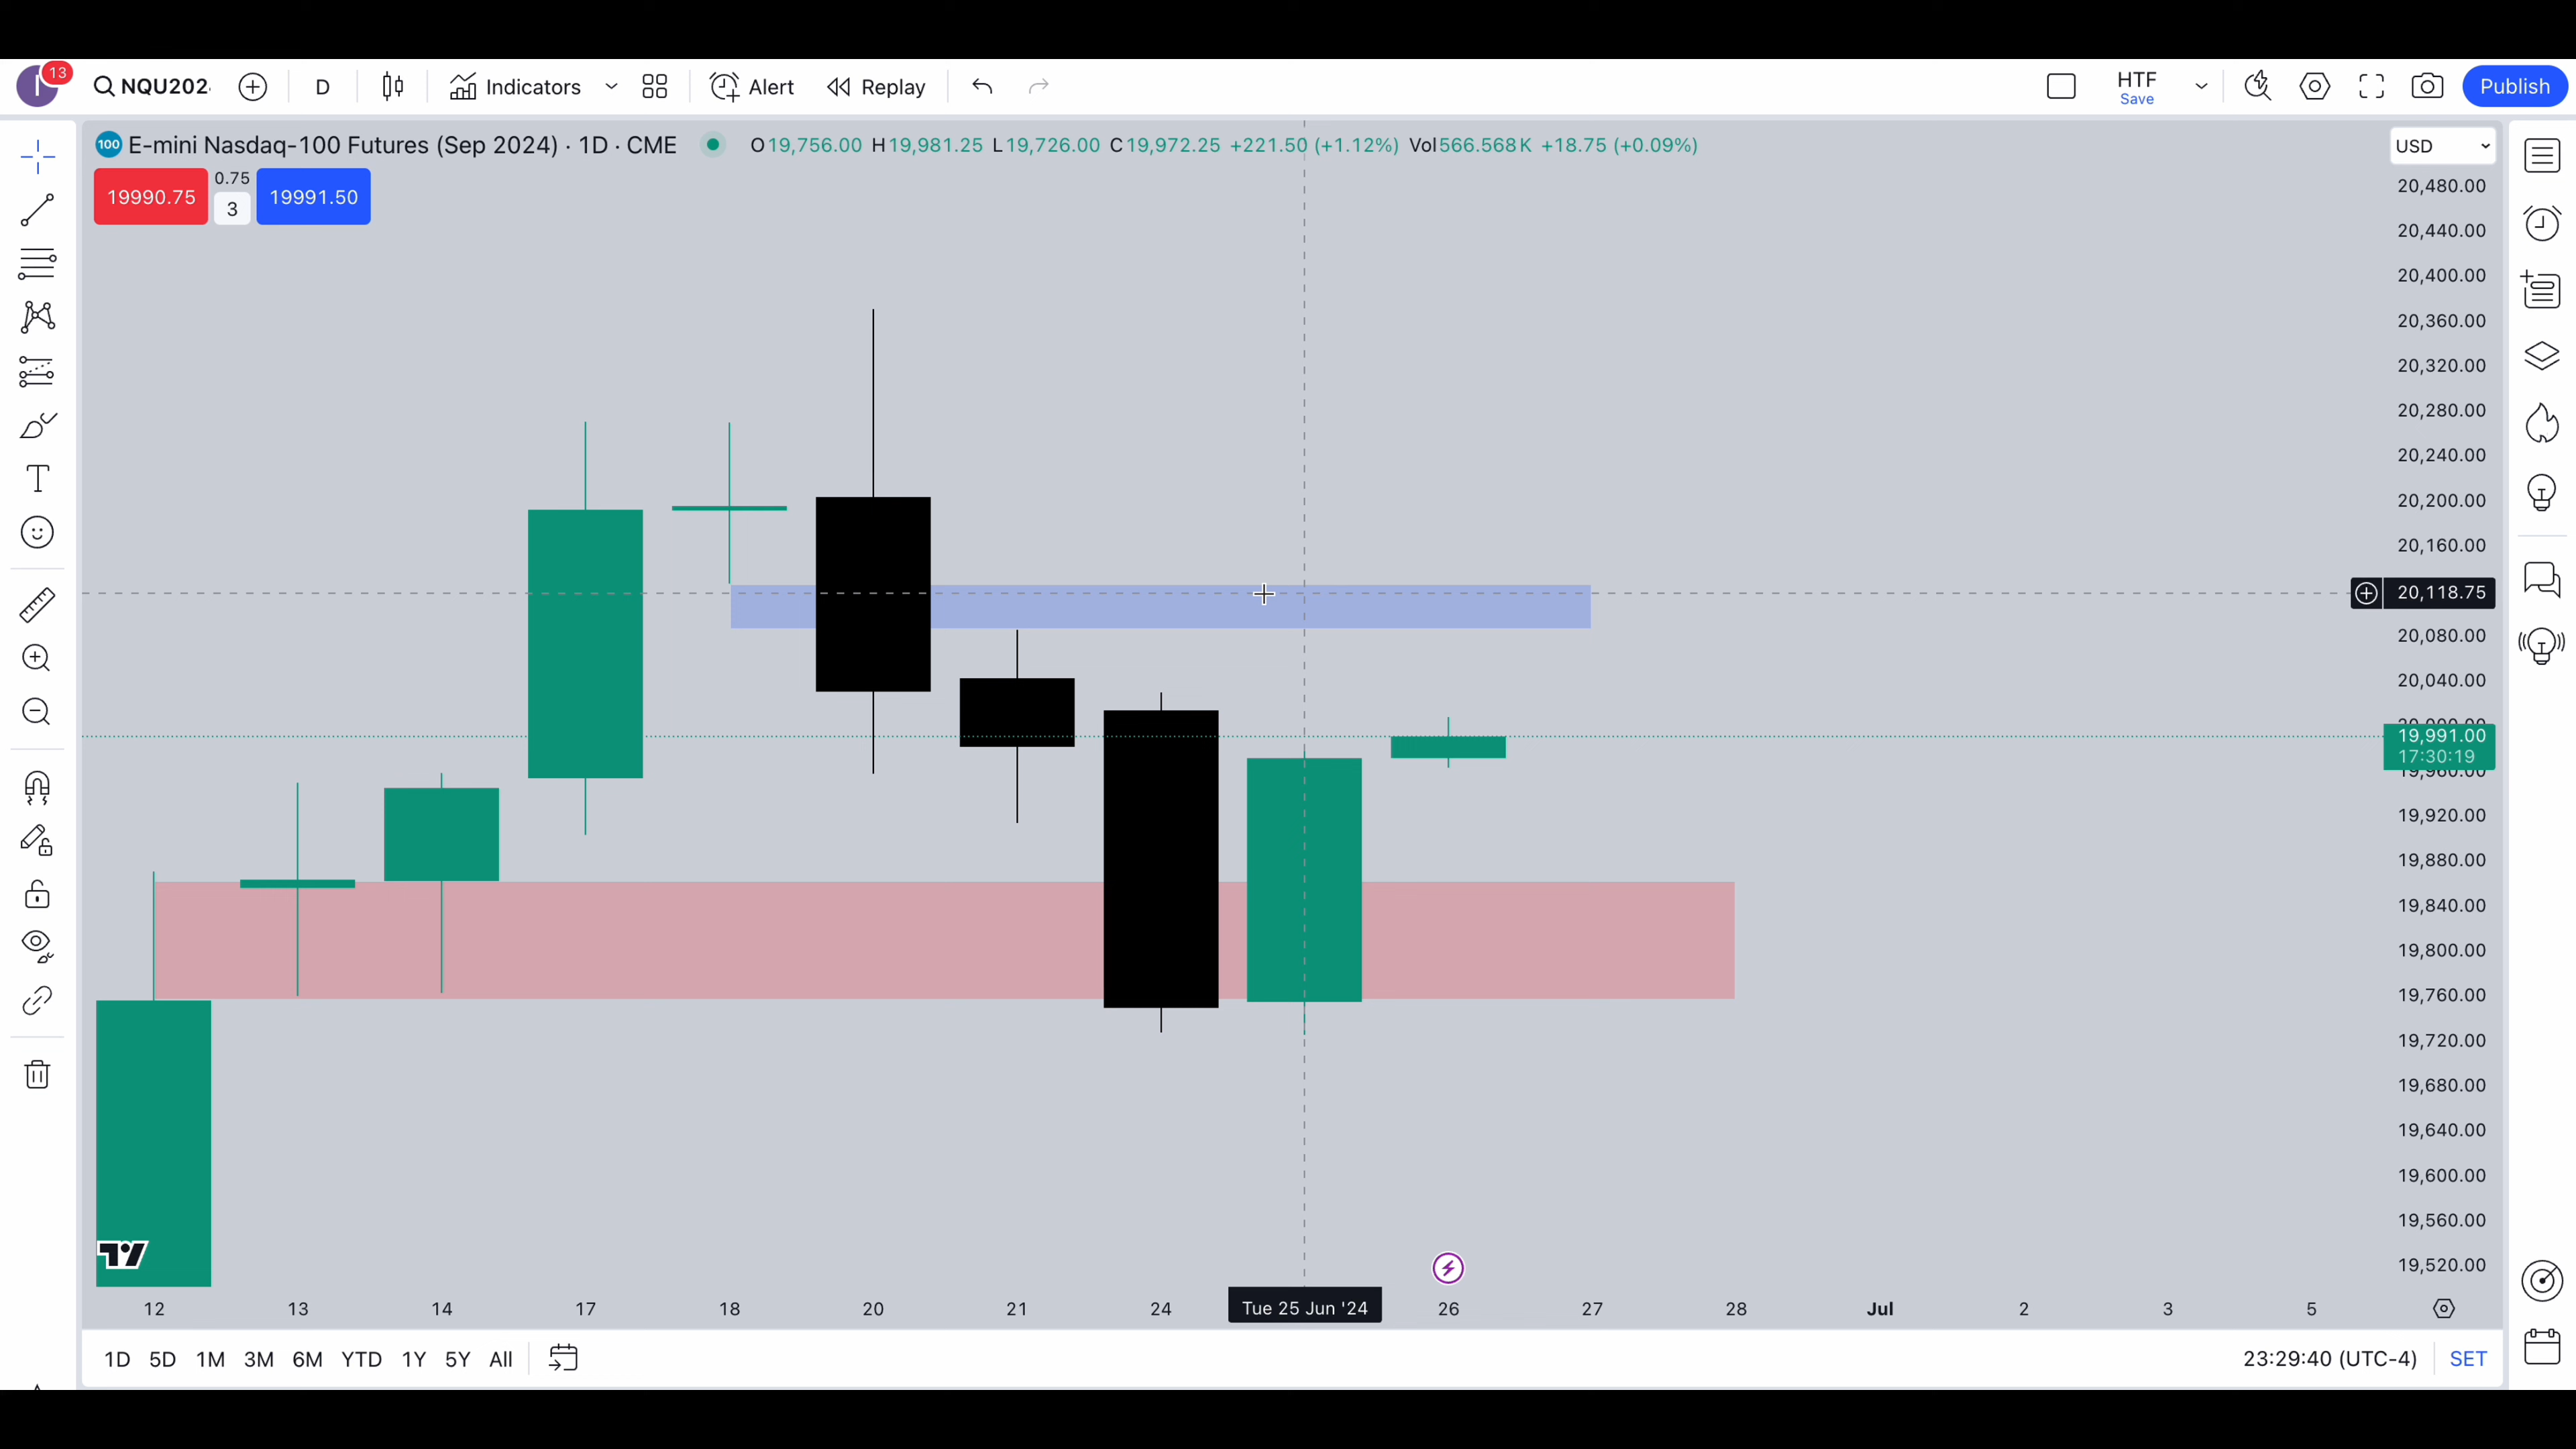 13
I
NQU202
D
Indicators
Alert
Replay
HTF
Save
Publish
100
E-mini Nasdaq-100 Futures (Sep 2024) · 1D · CME
O19,756.00 H19,981.25 L19,726.00 C19,972.25 +221.50 (+1.12%) Vol566.568K +18.75 (+0.09%)
USD
19990.75
0.75
3
19991.50
20,480.00
20,440.00
20,400.00
20,360.00
20,320.00
20,280.00
20,240.00
20,200.00
20,160.00
20,118.75
20,080.00
20,040.00
19,991.00
17:30:19
19,960.00
19,920.00
19,880.00
19,840.00
19,800.00
19,760.00
19,720.00
19,680.00
19,640.00
19,600.00
19,560.00
19,520.00
12 13 14 17 18 20 21 24 Tue 25 Jun '24 26 27 28 Jul 2 3 5
1D 5D 1M 3M 6M YTD 1Y 5Y All
23:29:40 (UTC-4) SET